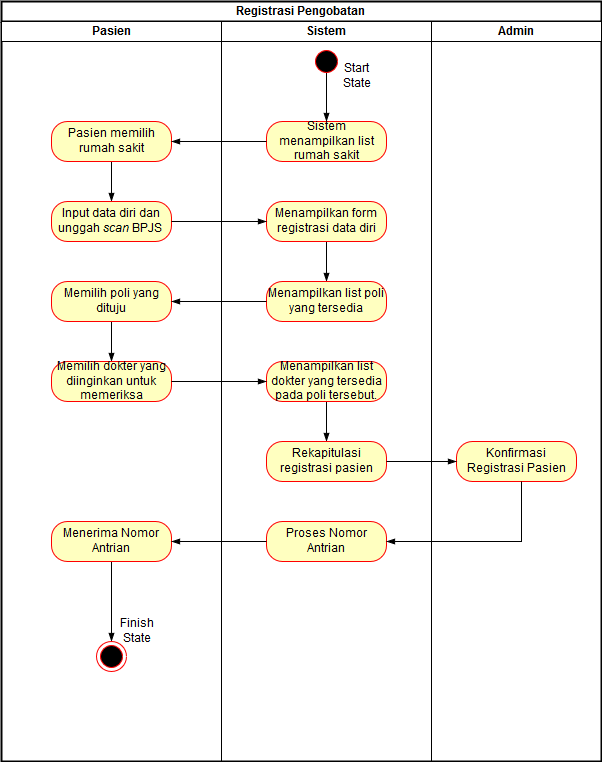 Registrasi Pengobatan
Pasien
Sistem
Admin
Start
State
Sistem
menampilkan list
rumah sakit
Pasien memilih
rumah sakit
Input data diri dan
unggah scan BPJS
Menampilkan form
registrasi data diri
Memilih poli yang
dituju
Menampilkan list poli
yang tersedia
Memilih dokter yang
diinginkan untuk
memeriksa
Menampilkan list
dokter yang tersedia
pada poli tersebut.
Rekapitulasi
registrasi pasien
Konfirmasi
Registrasi Pasien
Menerima Nomor
Antrian
Proses Nomor
Antrian
Finish
State